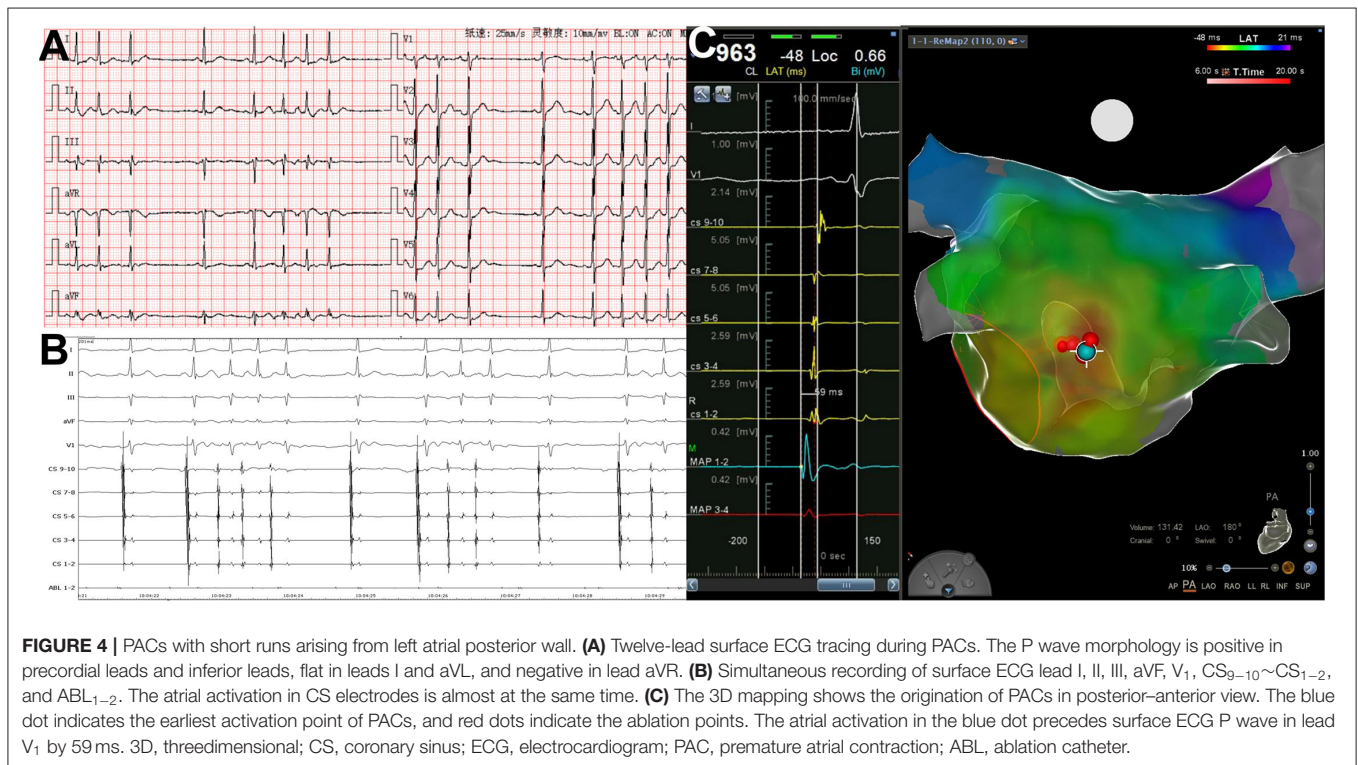 A
纸速: 25mm/s 灵敏度: 10mm/mv BL:ON AC:ON
I
II
III
aVR
aVL
aVF
V1
V2
V3
V4
V5
V6
B
I
II
III
aVF
V1
CS 9-10
CS 7-8
CS 5-6
CS 3-4
CS 1-2
ABL 1-2
10:04:22 10:04:23 10:04:24 10:04:25 10:04:26 10:04:27 10:04:28 10:04:29
C
963 -48 Loc 0.66
CL LAT (ms) Bi (mV)
[mV] 100.0 mm/sec
I
1.00 [mV]
V1
2.14 [mV]
cs 9-10
5.05 [mV]
cs 7-8
5.05 [mV]
cs 5-6
2.59 [mV]
cs 3-4
2.59 [mV]
59 ms
R
cs 1-2
0.42 [mV]
M
MAP 1-2
0.42 [mV]
MAP 3-4
-200 150
0 sec
1-1-ReMap2 (110, 0)
-48 ms LAT 21 ms
6.00 s T.Time 20.00 s
1.00
PA
Volume: 131.42 LAO: 180°
Cranial: 0° Swivel: 0°
10%
AP PA LAO RAO LL RL INF SUP
FIGURE 4 | PACs with short runs arising from left atrial posterior wall. (A) Twelve-lead surface ECG tracing during PACs. The P wave morphology is positive in
precordial leads and inferior leads, flat in leads I and aVL, and negative in lead aVR. (B) Simultaneous recording of surface ECG lead I, II, III, aVF, V1, CS9−10~CS1−2,
and ABL1−2. The atrial activation in CS electrodes is almost at the same time. (C) The 3D mapping shows the origination of PACs in posterior–anterior view. The blue
dot indicates the earliest activation point of PACs, and red dots indicate the ablation points. The atrial activation in the blue dot precedes surface ECG P wave in lead
V1 by 59 ms. 3D, threedimensional; CS, coronary sinus; ECG, electrocardiogram; PAC, premature atrial contraction; ABL, ablation catheter.